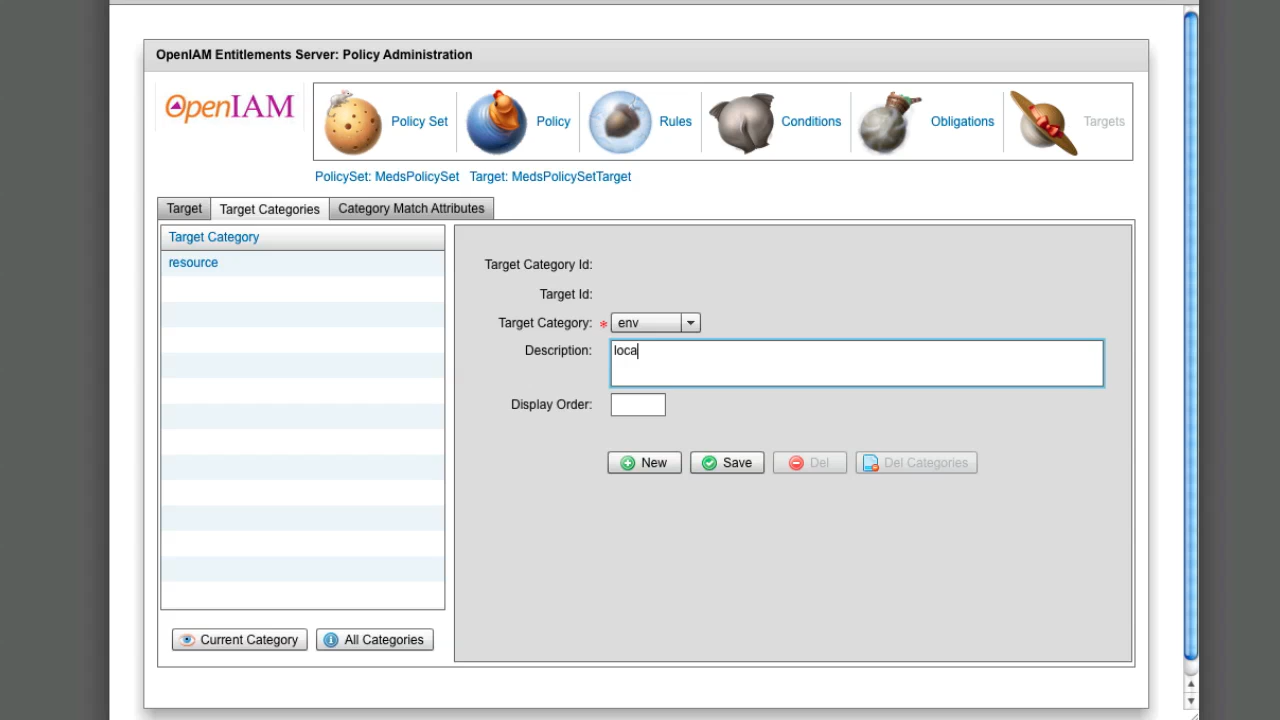 OpenIAM Entitlements Server: Policy Administration
OpenIAM
Policy Set
Policy
Rules
Conditions
Obligations
Targets
PolicySet: MedsPolicySet
Target: MedsPolicySetTarget
Target
Target Categories
Category Match Attributes
Target Category
resource
Target Category Id:
Target Id:
Target Category: * env
Description: loca
Display Order:
New
Save
Del
Del Categories
Current Category
All Categories